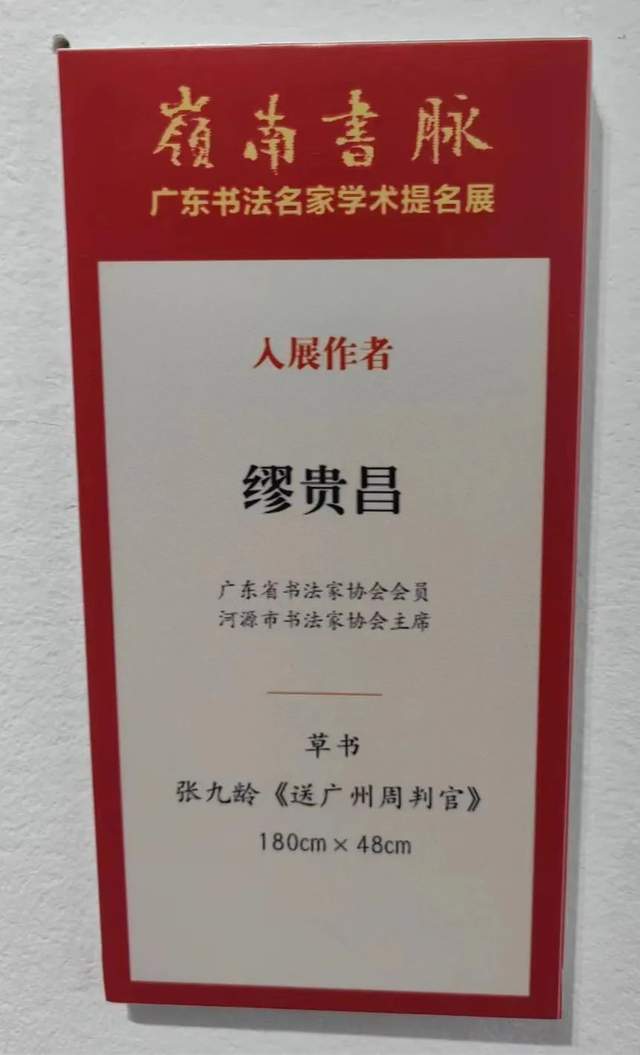 嶺南書脉
广东书法名家学术提名展
入展作者
缪贵昌
广东省书法家协会会员
河源市书法家协会主席
草书
张九龄《送广州周判官》
180cm × 48cm